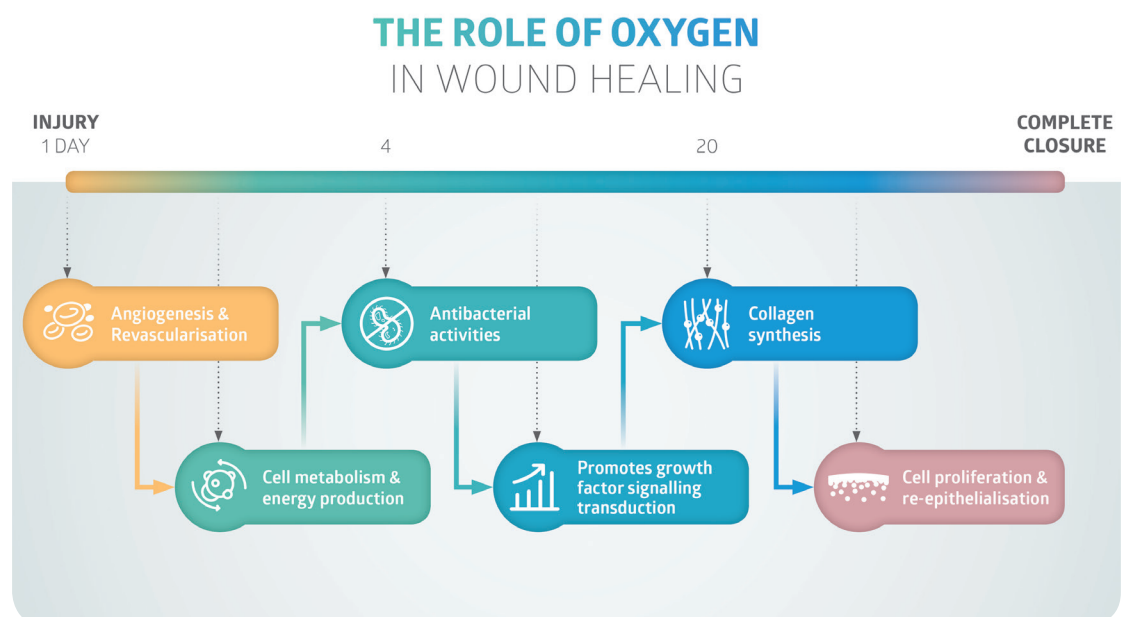 THE ROLE OF OXYGEN
IN WOUND HEALING
INJURY
1 DAY
4
20
COMPLETE
CLOSURE
Angiogenesis &
Revascularisation
Cell metabolism &
energy production
Antibacterial
activities
Promotes growth
factor signalling
transduction
Collagen
synthesis
Cell proliferation &
re-epithelialisation